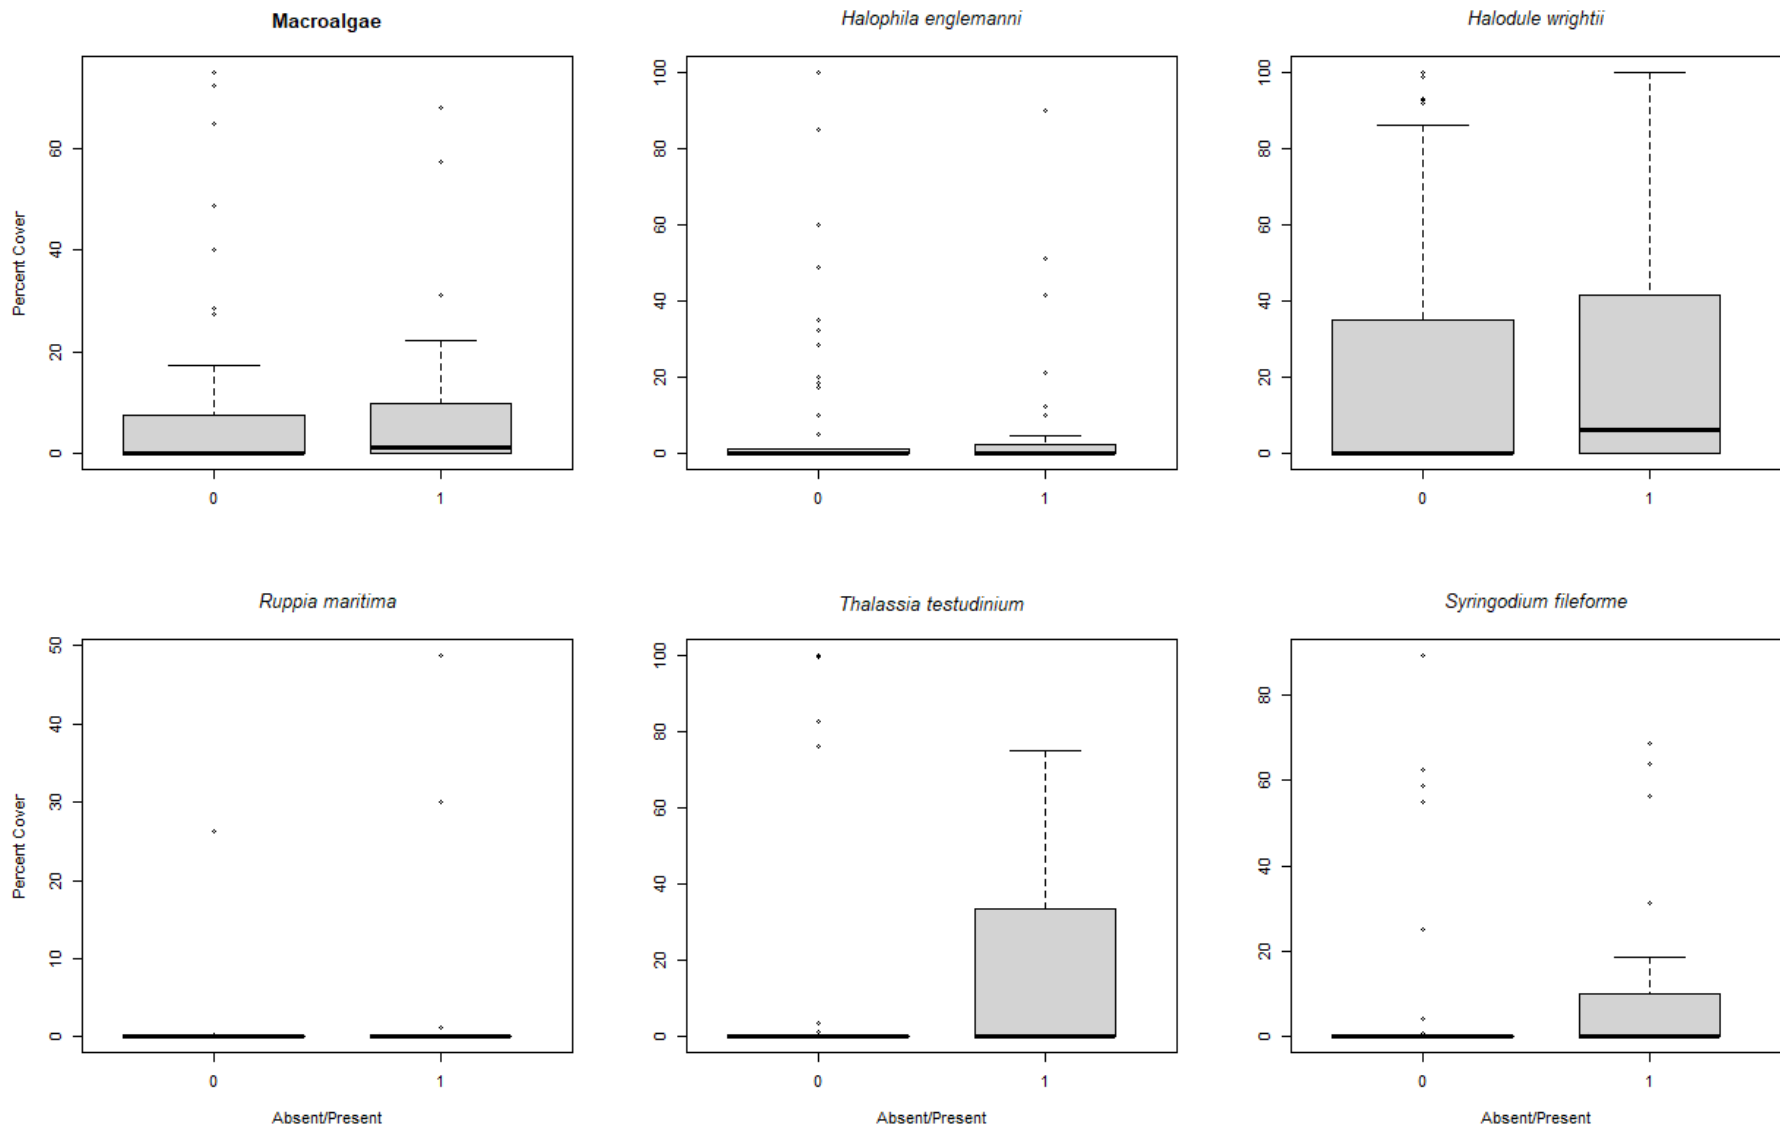 Macroalgae
Halophila englemanni
Halodule wrightii
Percent Cover
0 20 40 60
0 20 40 60 80 100
0 20 40 60 80 100
0 1
0 1
0 1
Ruppia maritima
Thalassia testudinium
Syringodium fileforme
Percent Cover
0 10 20 30 40 50
0 20 40 60 80 100
0 20 40 60 80
0 1
0 1
0 1
Absent/Present
Absent/Present
Absent/Present